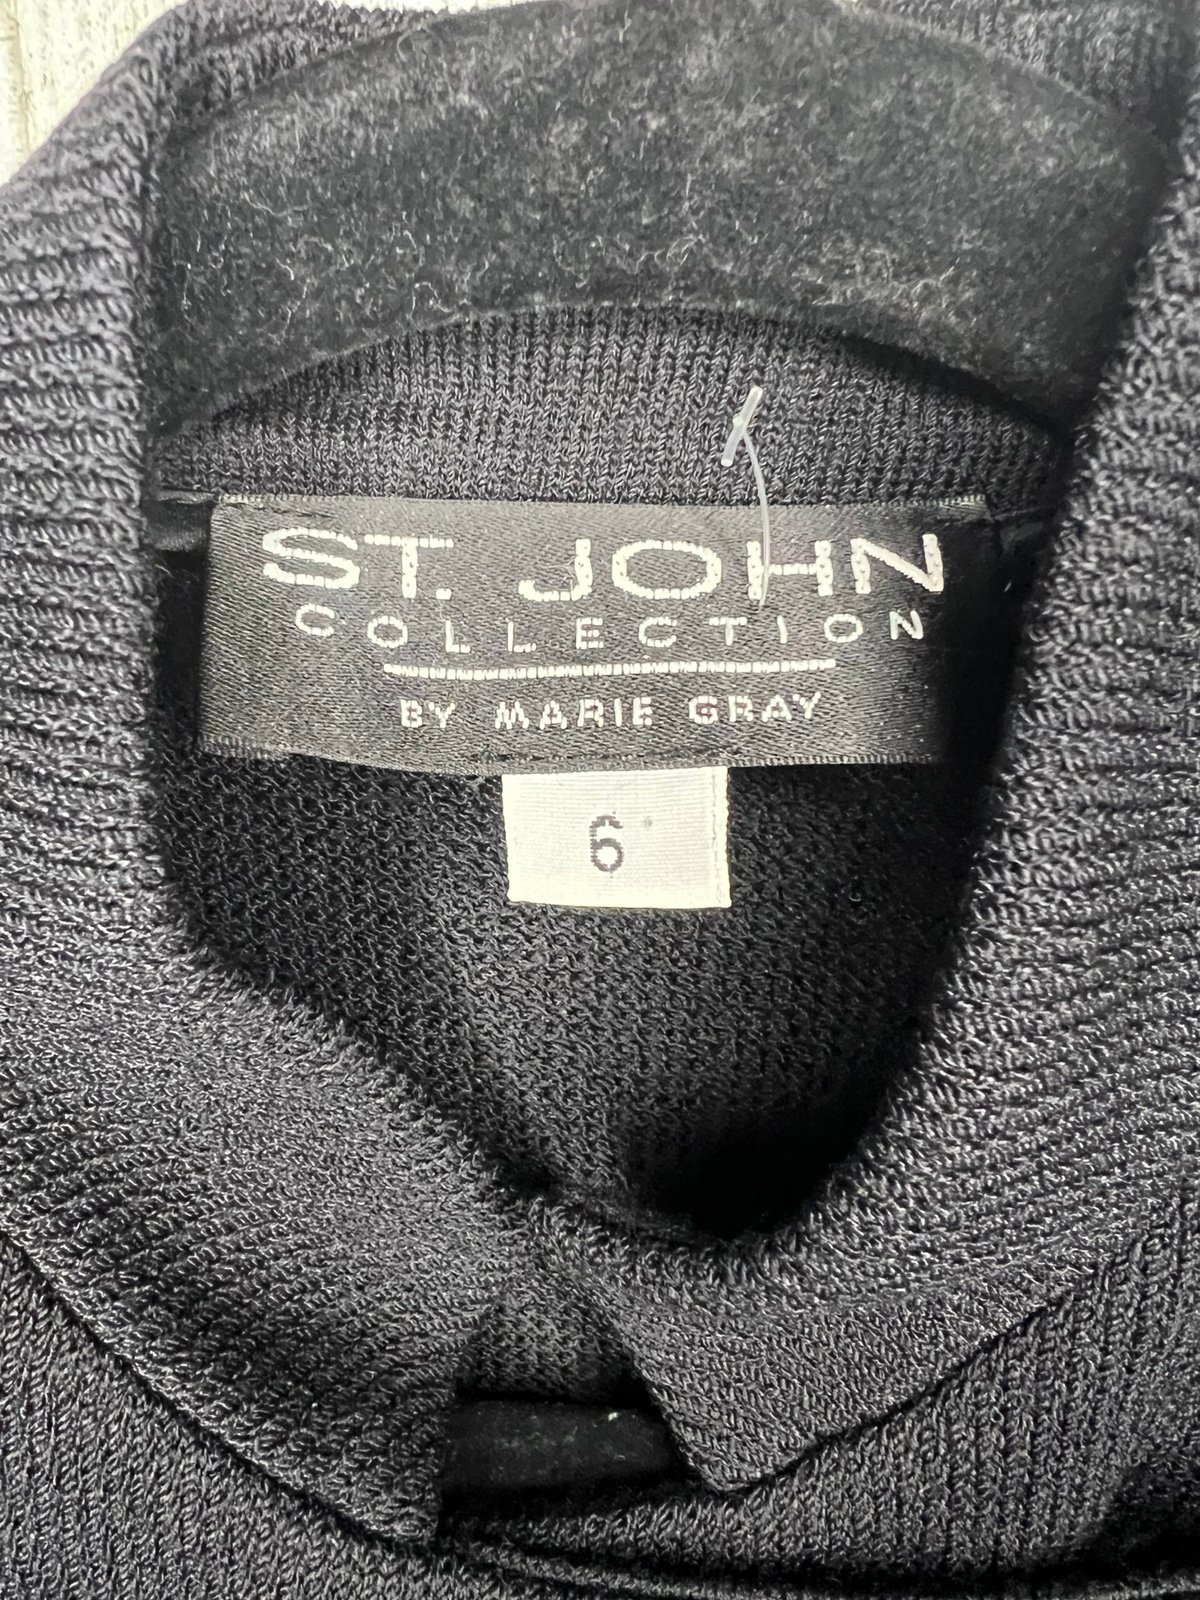 ST. JOHN
COLLECTION
BY MARIE GRAY
6